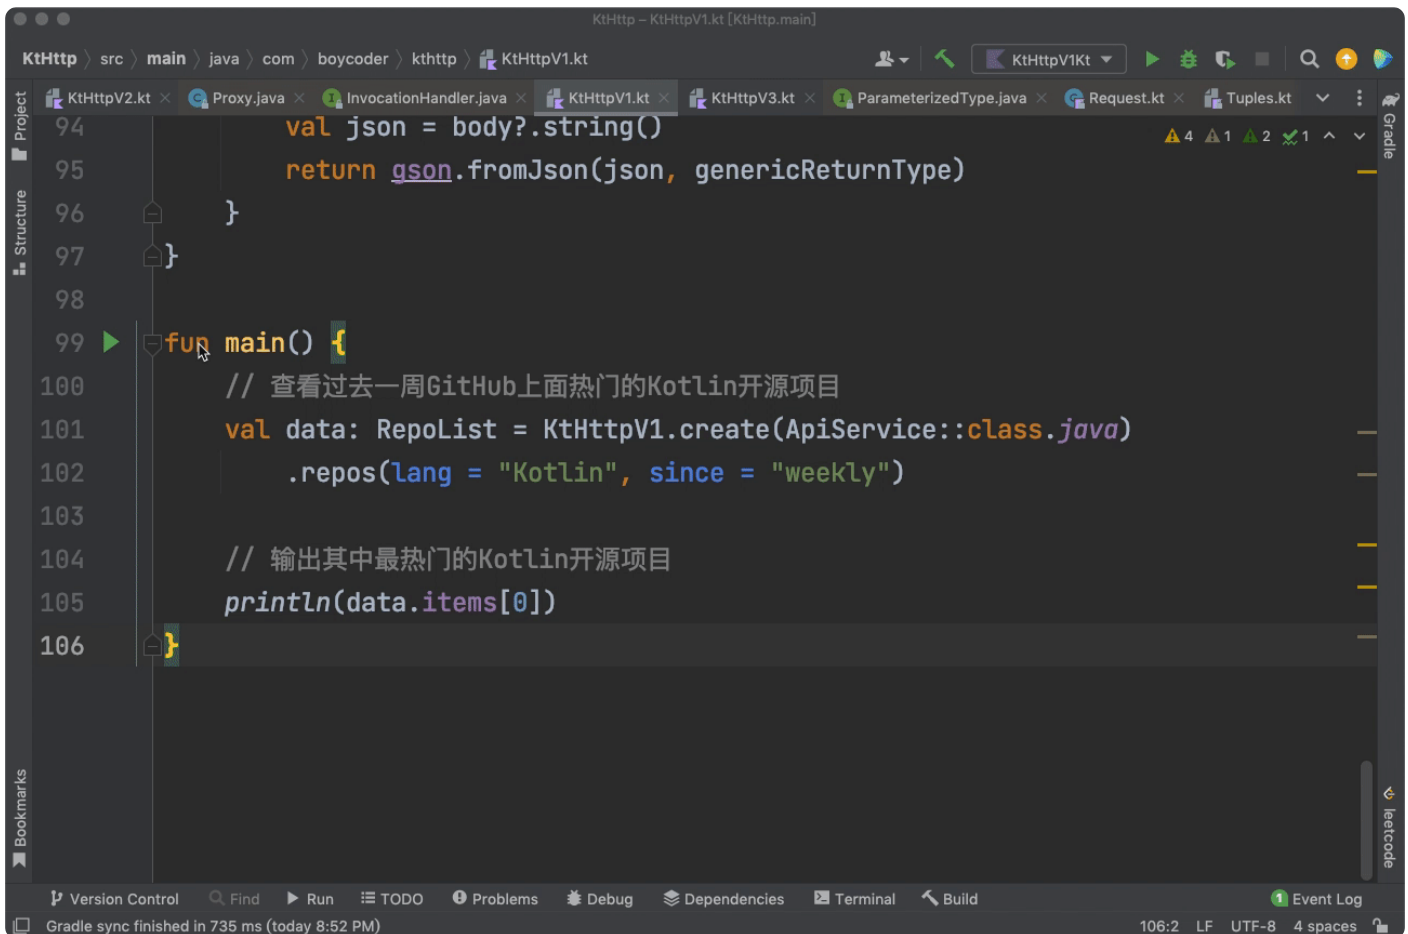 KtHttp – KtHttpV1.kt [KtHttp.main]
KtHttp src main java com boycoder kthttp KtHttpV1.kt KtHttpV1Kt
Project KtHttpV2.kt Proxy.java InvocationHandler.java KtHttpV1.kt KtHttpV3.kt ParameterizedType.java Request.kt Tuples.kt Gradle
94 val json = body?.string() 4 1 2 1
95 return gson.fromJson(json, genericReturnType)
Structure
96 }
97 }
98
99 fun main() {
100 // 查看过去一周GitHub上面热门的Kotlin开源项目
101 val data: RepoList = KtHttpV1.create(ApiService::class.java)
102 .repos(lang = "Kotlin", since = "weekly")
103
104 // 输出其中最热门的Kotlin开源项目
105 println(data.items[0])
106 }
Bookmarks
leetcode
Version Control Find Run TODO Problems Debug Dependencies Terminal Build 1 Event Log
Gradle sync finished in 735 ms (today 8:52 PM) 106:2 LF UTF-8 4 spaces